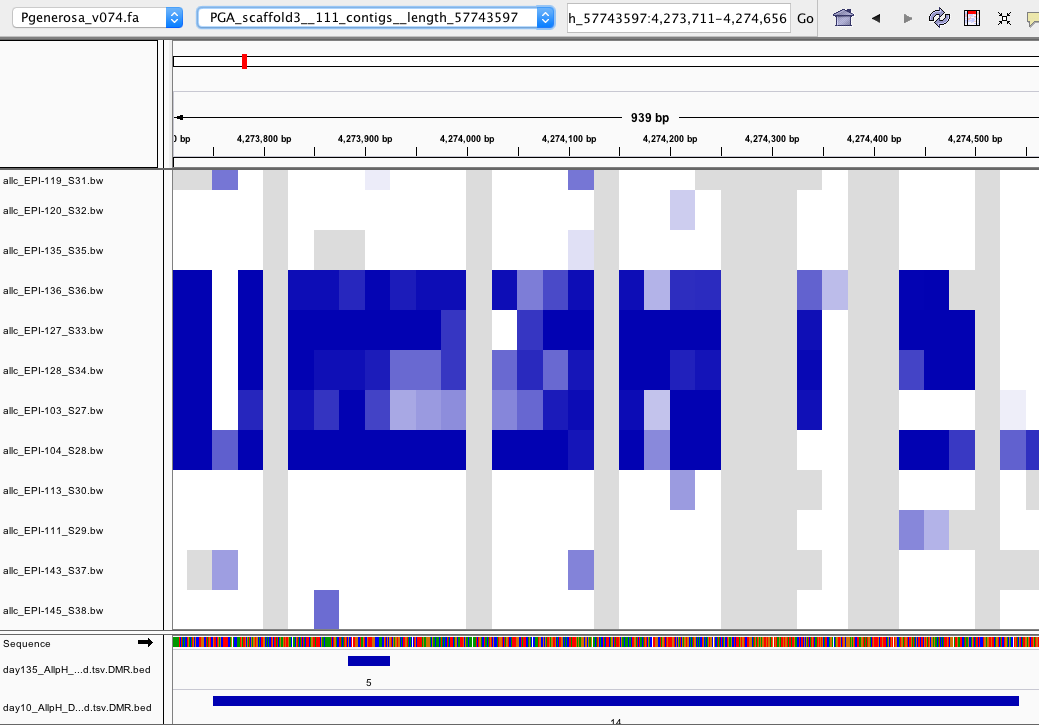 Pgenerosa_v074.fa PGA_scaffold3__111_contigs__length_57743597 h_57743597:4,273,711-4,274,656 Go
939 bp
0 bp 4,273,800 bp 4,273,900 bp 4,274,000 bp 4,274,100 bp 4,274,200 bp 4,274,300 bp 4,274,400 bp 4,274,500 bp
allc_EPI-119_S31.bw
allc_EPI-120_S32.bw
allc_EPI-135_S35.bw
allc_EPI-136_S36.bw
allc_EPI-127_S33.bw
allc_EPI-128_S34.bw
allc_EPI-103_S27.bw
allc_EPI-104_S28.bw
allc_EPI-113_S30.bw
allc_EPI-111_S29.bw
allc_EPI-143_S37.bw
allc_EPI-145_S38.bw
Sequence
day135_AllpH_...d.tsv.DMR.bed
5
day10_AllpH_D...d.tsv.DMR.bed
14